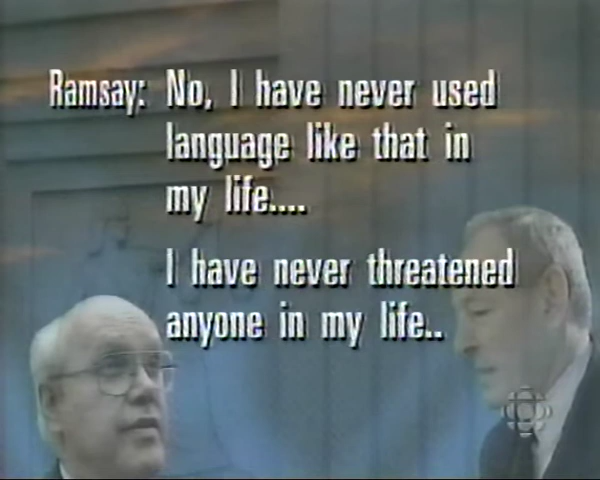 Ramsay: No, I have never used
language like that in
my life....
I have never threatened
anyone in my life..